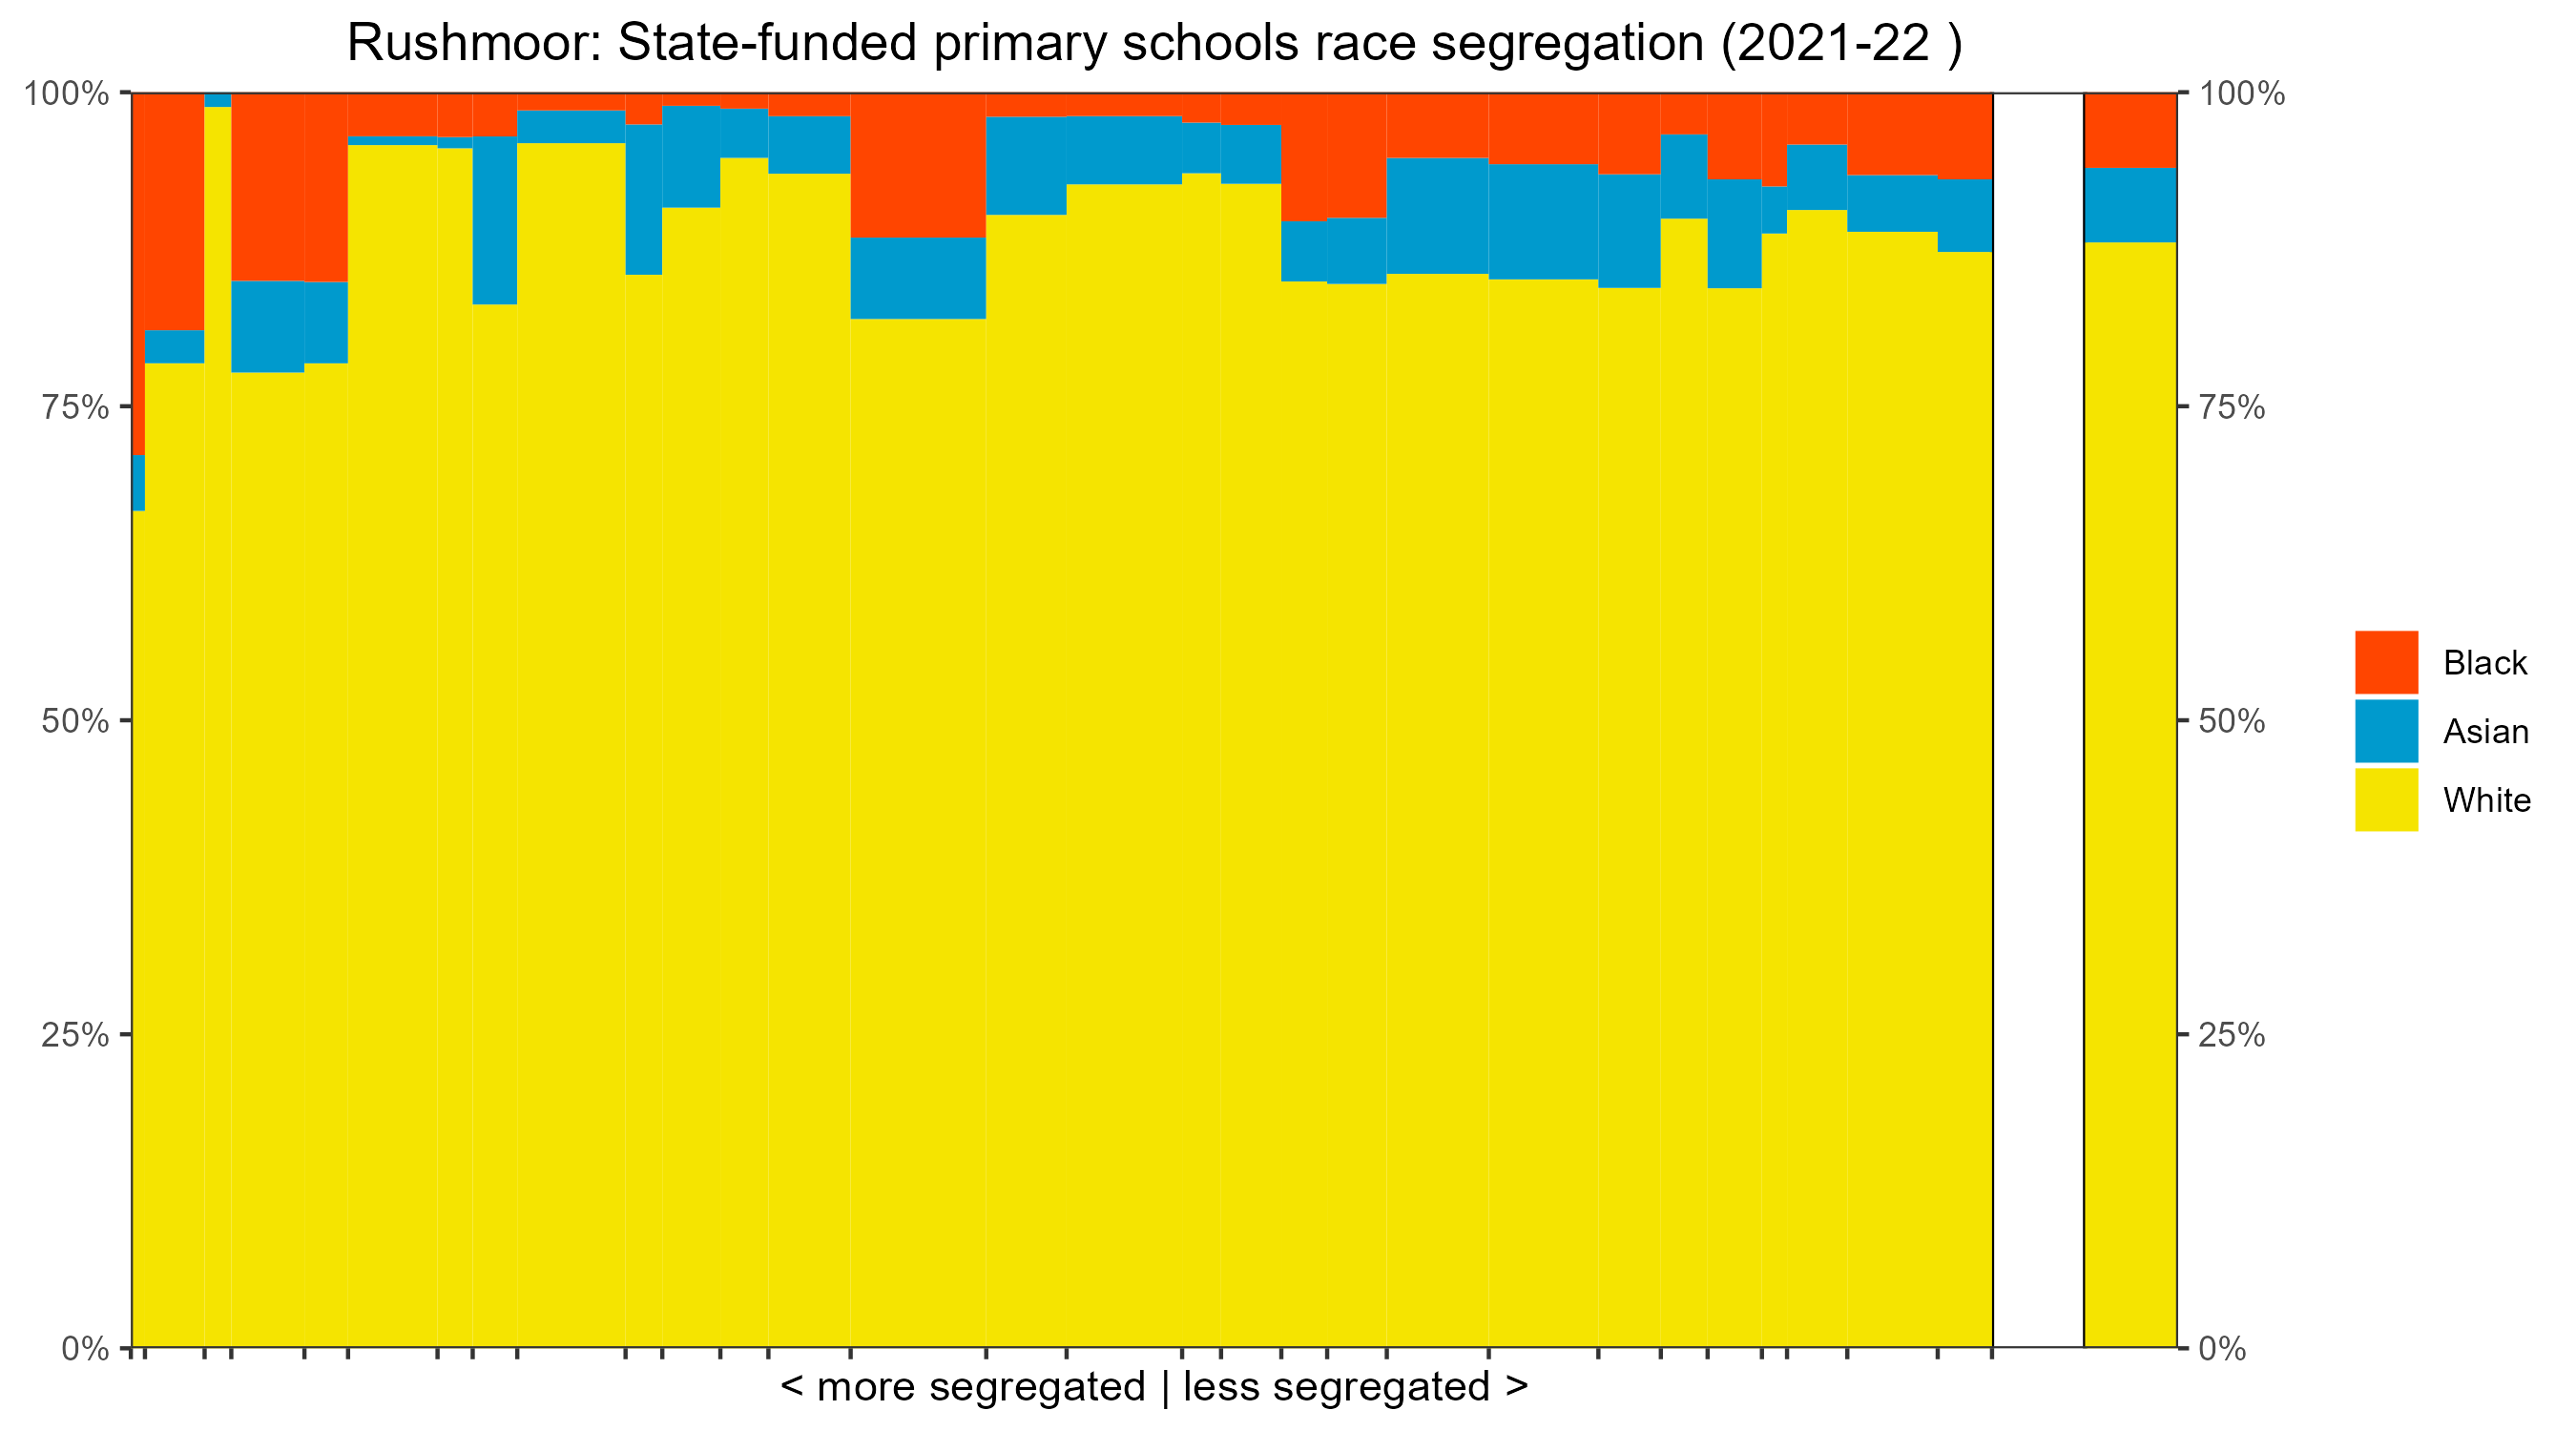 Rushmoor: State-funded primary schools race segregation (2021-22 )
100%
75%
50%
25%
0%
100%
75%
50%
25%
0%
Black
Asian
White
< more segregated | less segregated >